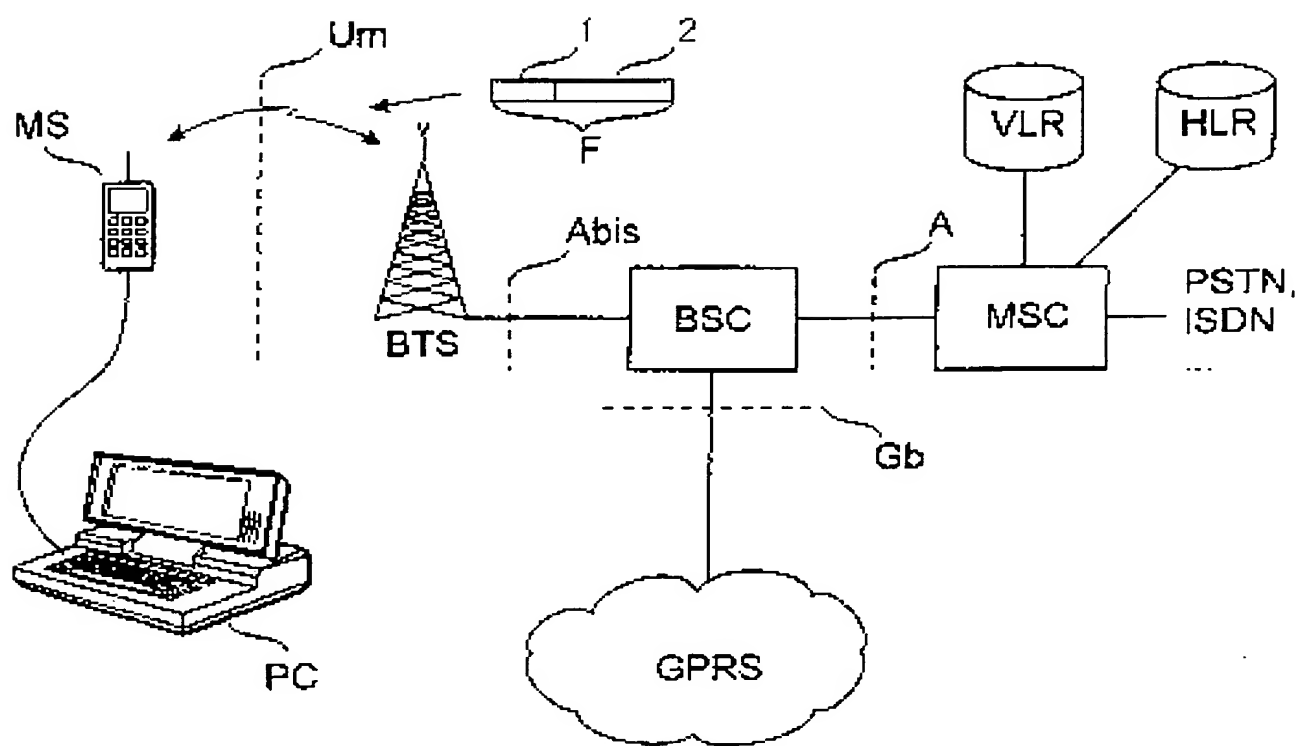 Um
1
2
F
MS
VLR
HLR
Abis
A
BTS
BSC
MSC
PSTN,
ISDN
...
Gb
PC
GPRS